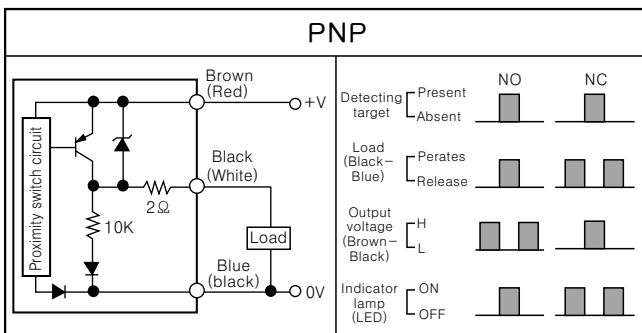 PNP
Proximity switch circuit
Brown
(Red)
+V
Black
(White)
2Ω
10K
Load
Blue
(black)
0V
NO
NC
Detecting
target
Present
Absent
Load
(Black–
Blue)
Perates
Release
Output
voltage
(Brown–
Black)
H
L
Indicator
lamp
(LED)
ON
OFF